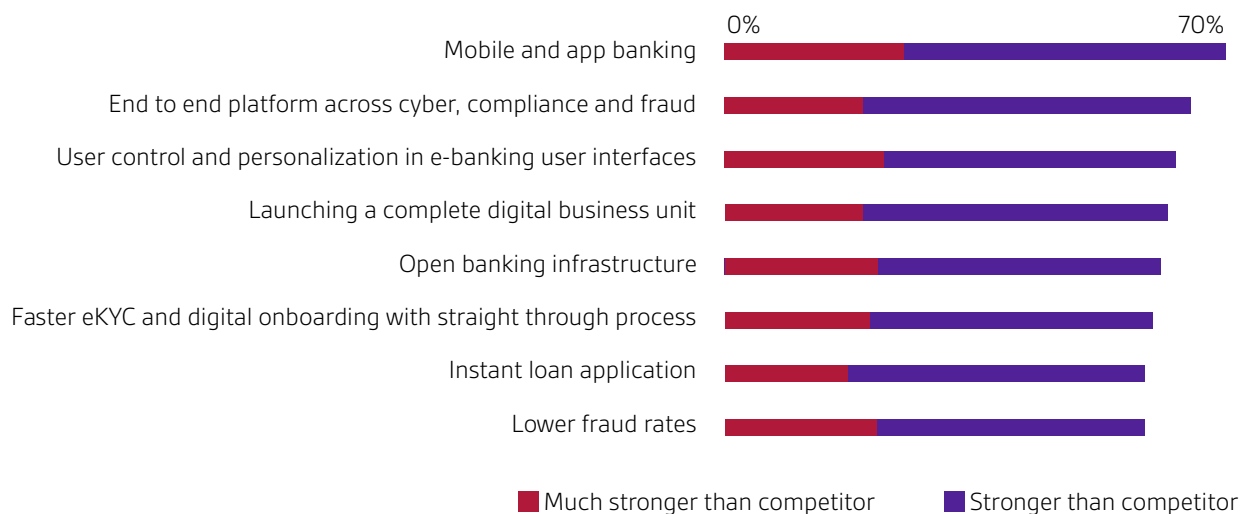 0% 70%
Mobile and app banking
End to end platform across cyber, compliance and fraud
User control and personalization in e-banking user interfaces
Launching a complete digital business unit
Open banking infrastructure
Faster eKYC and digital onboarding with straight through process
Instant loan application
Lower fraud rates
Much stronger than competitor Stronger than competitor